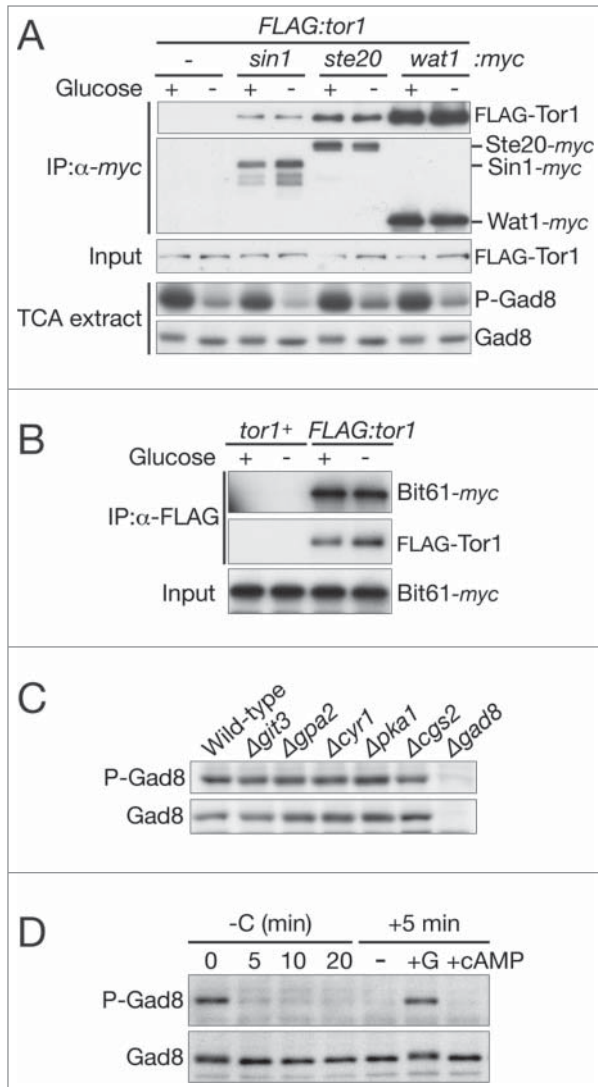 A
FLAG:tor1
- sin1 ste20 wat1 :myc
Glucose + - + - + - + -
FLAG-Tor1
IP:α-myc
Ste20-myc
Sin1-myc
Wat1-myc
Input FLAG-Tor1
TCA extract
P-Gad8
Gad8
B
tor1+ FLAG:tor1
Glucose + - + -
IP:α-FLAG
Bit61-myc
FLAG-Tor1
Input Bit61-myc
C
Wild-type Δgit3 Δgpa2 Δcyr1 Δpka1 Δcgs2 Δgad8
P-Gad8
Gad8
D
-C (min) +5 min
0 5 10 20 - +G +cAMP
P-Gad8
Gad8